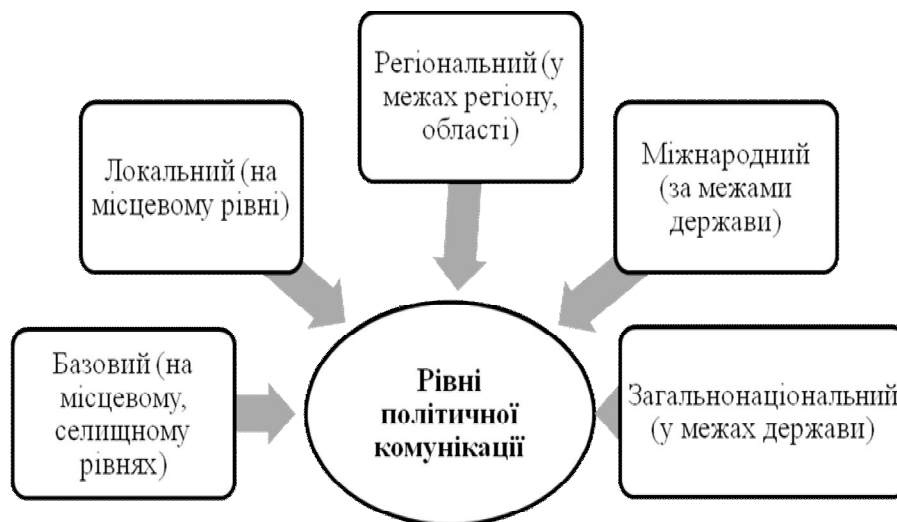 Регіональний (у
межах регіону,
області)
Локальний (на
місцевому рівні)
Міжнародний
(за межами
держави)
Базовий (на
місцевому,
селищному
рівнях)
Рівні
політичної
комунікації
Загальнонаціональний
(у межах держави)